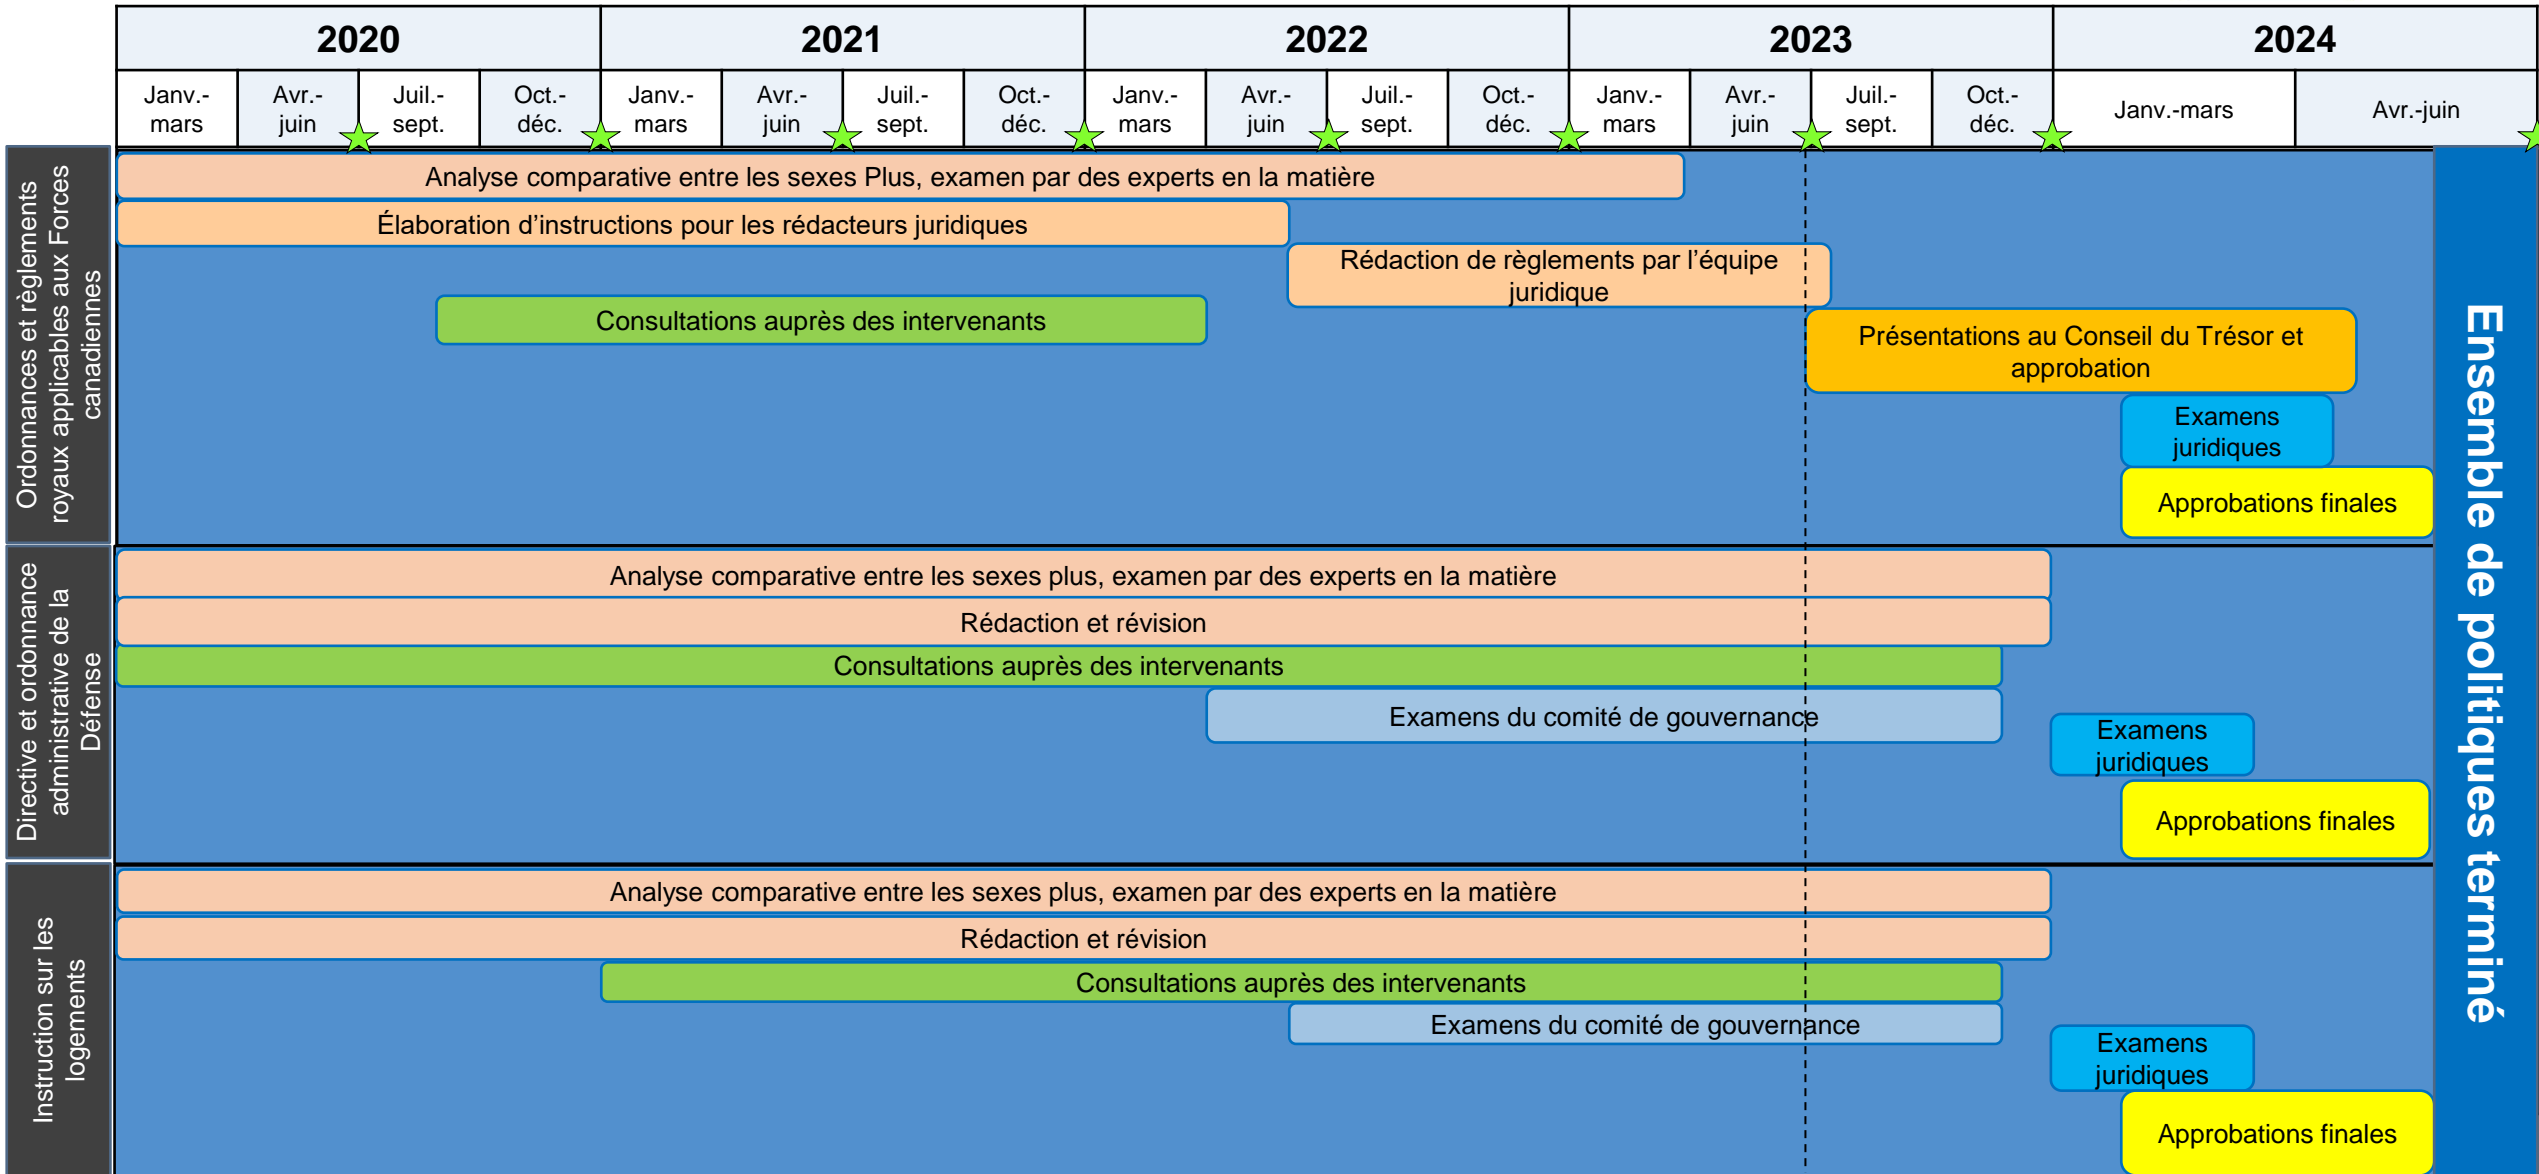 2020
2021
2022
2023
2024
Janv.-
mars
Avr.-
juin
Juil.-
sept.
Oct.-
déc.
Janv.-
mars
Avr.-
juin
Juil.-
sept.
Oct.-
déc.
Janv.-
mars
Avr.-
juin
Juil.-
sept.
Oct.-
déc.
Janv.-
mars
Avr.-
juin
Juil.-
sept.
Oct.-
déc.
Janv.-mars
Avr.-juin
Ordonnances et règlements
royaux applicables aux Forces
canadiennes
Analyse comparative entre les sexes Plus, examen par des experts en la matière
Élaboration d’instructions pour les rédacteurs juridiques
Rédaction de règlements par l’équipe
juridique
Consultations auprès des intervenants
Présentations au Conseil du Trésor et
approbation
Examens
juridiques
Approbations finales
Directive et ordonnance
administrative de la
Défense
Analyse comparative entre les sexes plus, examen par des experts en la matière
Rédaction et révision
Consultations auprès des intervenants
Examens du comité de gouvernance
Examens
juridiques
Approbations finales
Instruction sur les
logements
Analyse comparative entre les sexes plus, examen par des experts en la matière
Rédaction et révision
Consultations auprès des intervenants
Examens du comité de gouvernance
Examens
juridiques
Approbations finales
Ensemble de politiques terminé